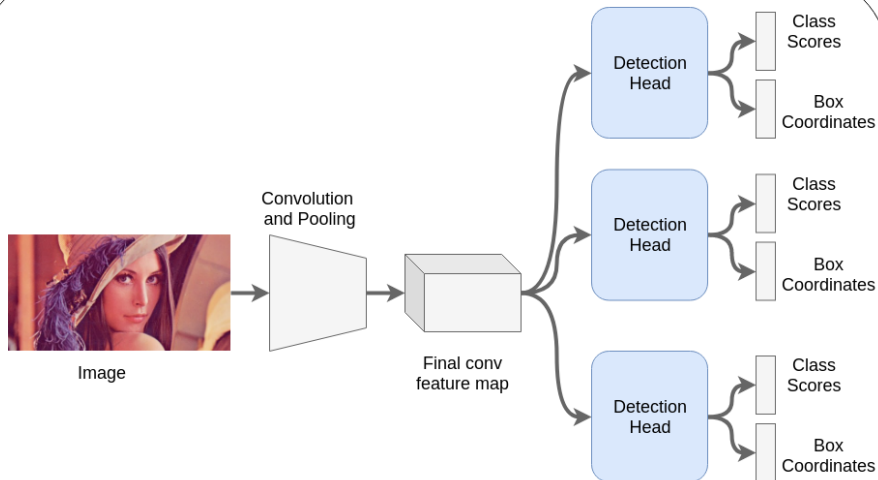 Class
Scores
Detection
Head
Box
Coordinates
Convolution
and Pooling
Class
Scores
Detection
Head
Box
Coordinates
Image
Final conv
feature map
Class
Scores
Detection
Head
Box
Coordinates